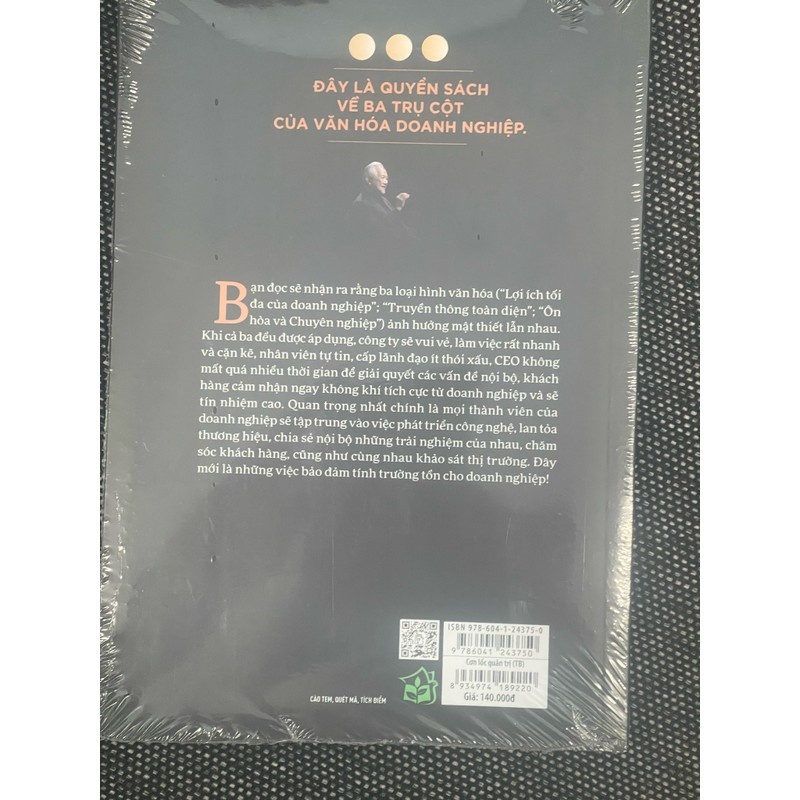 ĐÂY LÀ QUYỂN SÁCH
VỀ BA TRỤ CỘT
CỦA VĂN HÓA DOANH NGHIỆP.
Bạn đọc sẽ nhận ra rằng ba loại hình văn hóa (“Lợi ích tối
đa của doanh nghiệp”; “Truyền thông toàn diện”; “Ôn
hòa và Chuyên nghiệp”) ảnh hưởng mật thiết lẫn nhau.
Khi cả ba đều được áp dụng, công ty sẽ vui vẻ, làm việc rất nhanh
và cặn kẽ, nhân viên tự tin, cấp lãnh đạo ít thói xấu, CEO không
mất quá nhiều thời gian để giải quyết các vấn đề nội bộ, khách
hàng cảm nhận ngay không khí tích cực từ doanh nghiệp và sẽ
tín nhiệm cao. Quan trọng nhất chính là mọi thành viên của
doanh nghiệp sẽ tập trung vào việc phát triển công nghệ, lan tỏa
thương hiệu, chia sẻ nội bộ những trải nghiệm của nhau, chăm
sóc khách hàng, cũng như cùng nhau khảo sát thị trường. Đây
mới là những việc bảo đảm tính trường tồn cho doanh nghiệp!
ISBN 978-604-1-24375-0
9 786041 243750
Cơn lốc quản trị (TB)
8 934974 189220
Giá: 140.000đ
CÀO TEM, QUÉT MÃ, TÍCH ĐIỂM